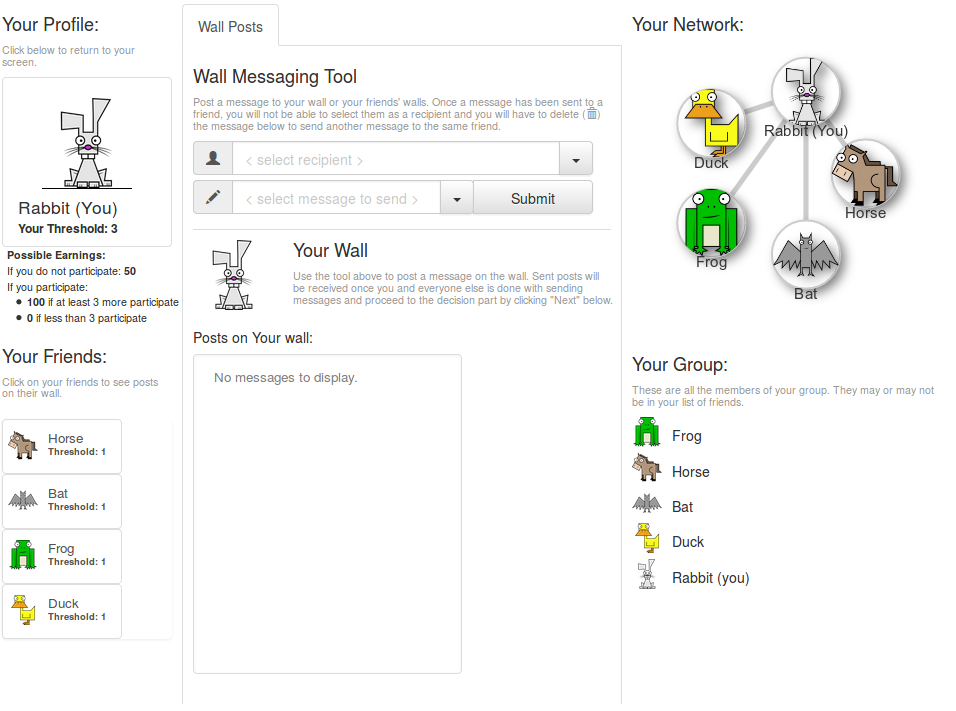 Your Profile:
Click below to return to your
screen.
Rabbit (You)
Your Threshold: 3
Possible Earnings:
If you do not participate: 50
If you participate:
100 if at least 3 more participate
0 if less than 3 participate
Your Friends:
Click on your friends to see posts
on their wall.
Horse
Threshold: 1
Bat
Threshold: 1
Frog
Threshold: 1
Duck
Threshold: 1
Wall Posts
Wall Messaging Tool
Post a message to your wall or your friends' walls. Once a message has been sent to a
friend, you will not be able to select them as a recipient and you will have to delete ( )
the message below to send another message to the same friend.
< select recipient >
< select message to send >
Submit
Your Wall
Use the tool above to post a message on the wall. Sent posts will
be received once you and everyone else is done with sending
messages and proceed to the decision part by clicking "Next" below.
Posts on Your wall:
No messages to display.
Your Network:
Rabbit (You)
Duck
Horse
Frog
Bat
Your Group:
These are all the members of your group. They may or may not
be in your list of friends.
Frog
Horse
Bat
Duck
Rabbit (you)